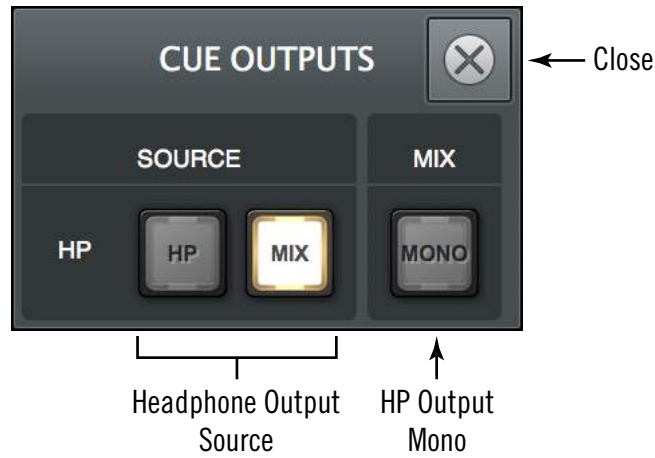 CUE OUTPUTS
Close
SOURCE
MIX
HP
HP
MIX
MONO
Headphone Output
Source
HP Output
Mono